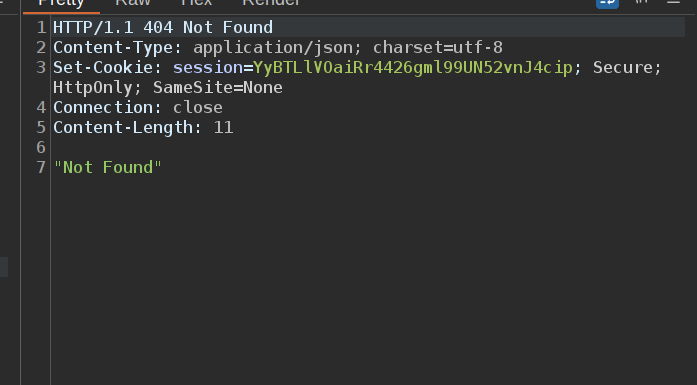 Pretty Raw Hex Render
1 HTTP/1.1 404 Not Found
2 Content-Type: application/json; charset=utf-8
3 Set-Cookie: session=YyBTLlVOaiRr4426gml99UN52vnJ4cip; Secure;
HttpOnly; SameSite=None
4 Connection: close
5 Content-Length: 11
6
7 "Not Found"